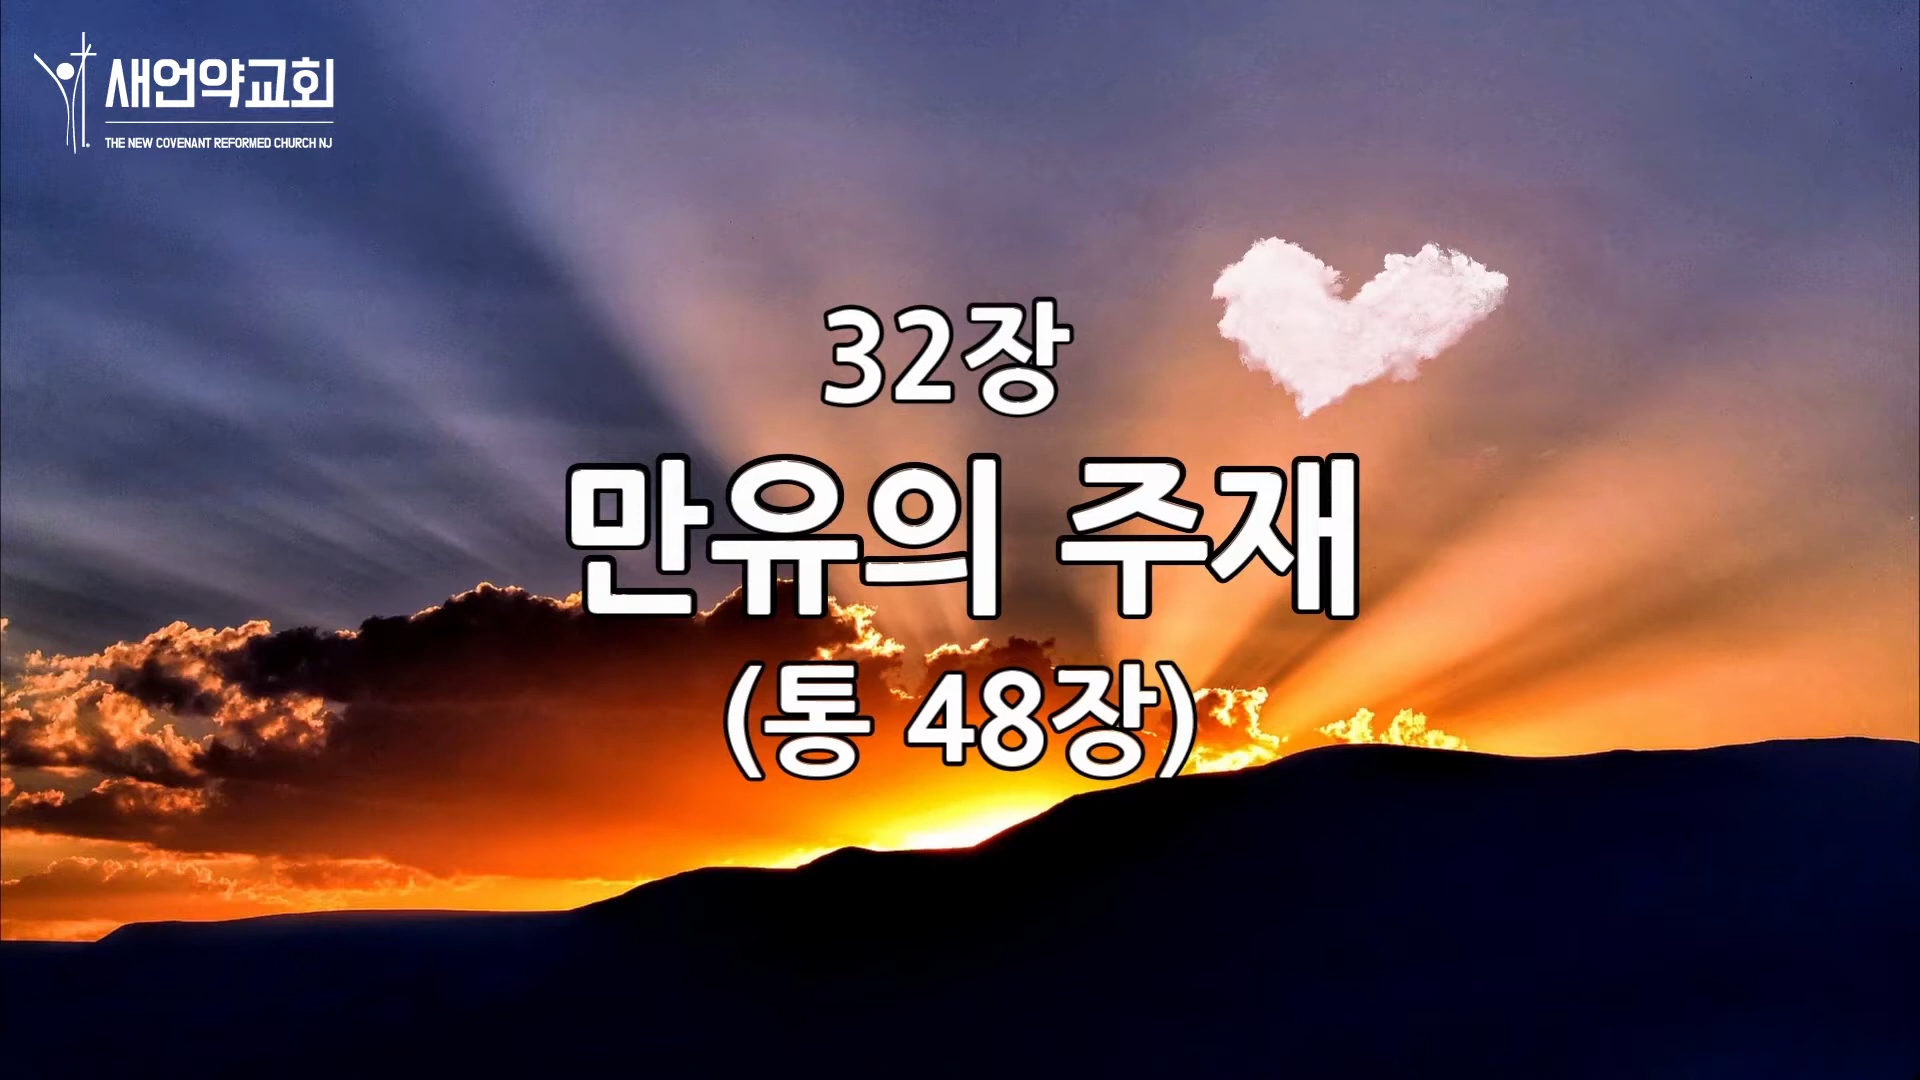 새언약교회
THE NEW COVENANT REFORMED CHURCH NJ
32장
만유의 주재
(통 48장)